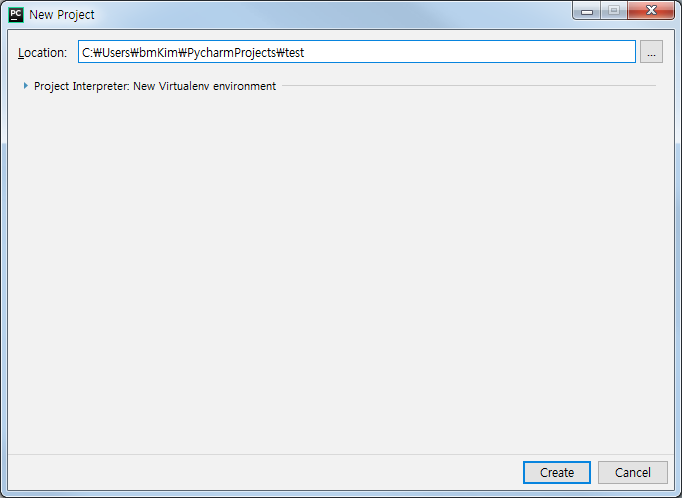 PC New Project
Location: C:₩Users₩bmKim₩PycharmProjects₩test ...
Project Interpreter: New Virtualenv environment
Create Cancel